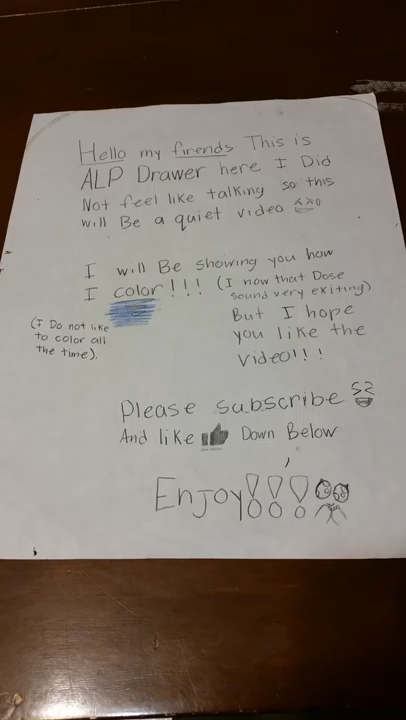 Hello my firends This is
ALP Drawer here I Did
Not feel like talking so this
will Be a quiet video
I will Be showing you how
I color!!! (I now that Dose
sound very exiting)
(I Do not like
to color all
the time).
But I hope
you like the
video!!!
Please subscribe
And like Down Below
Enjoy!!!